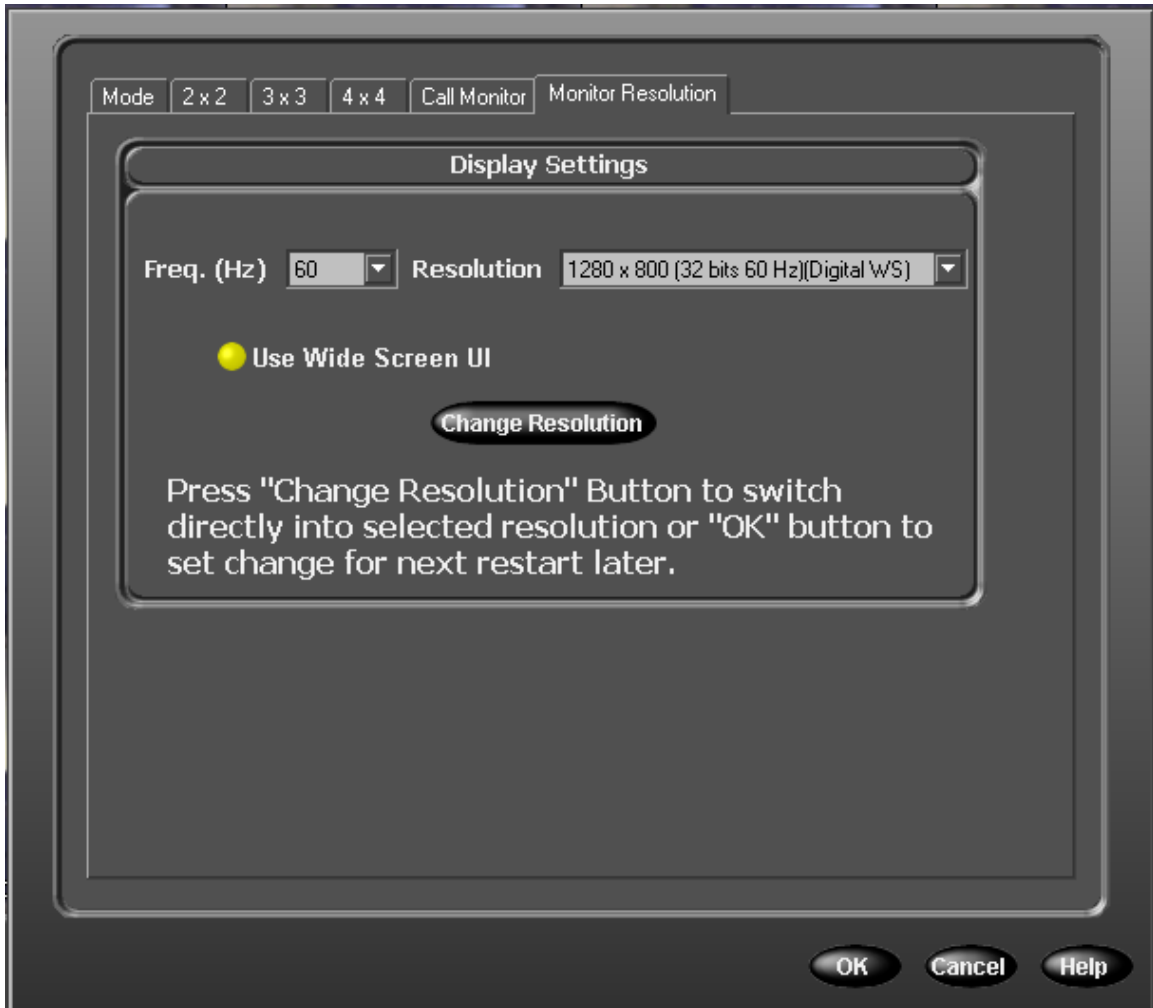 Mode 2 x 2 3 x 3 4 x 4 Call Monitor Monitor Resolution
Display Settings
Freq. (Hz) 60 Resolution 1280 x 800 (32 bits 60 Hz)(Digital WS)
Use Wide Screen UI
Change Resolution
Press "Change Resolution" Button to switch
directly into selected resolution or "OK" button to
set change for next restart later.
OK Cancel Help